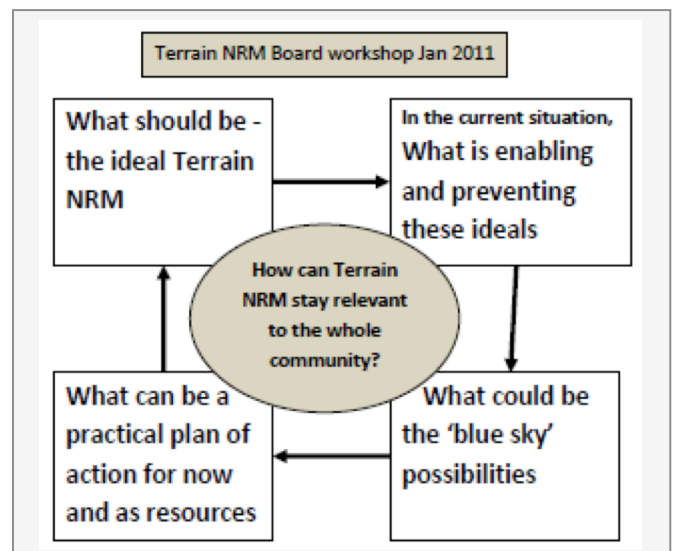 Terrain NRM Board workshop Jan 2011
What should be -
the ideal Terrain
NRM
In the current situation,
What is enabling
and preventing
these ideals
How can Terrain
NRM stay relevant
to the whole
community?
What can be a
practical plan of
action for now
and as resources
What could be
the ‘blue sky’
possibilities